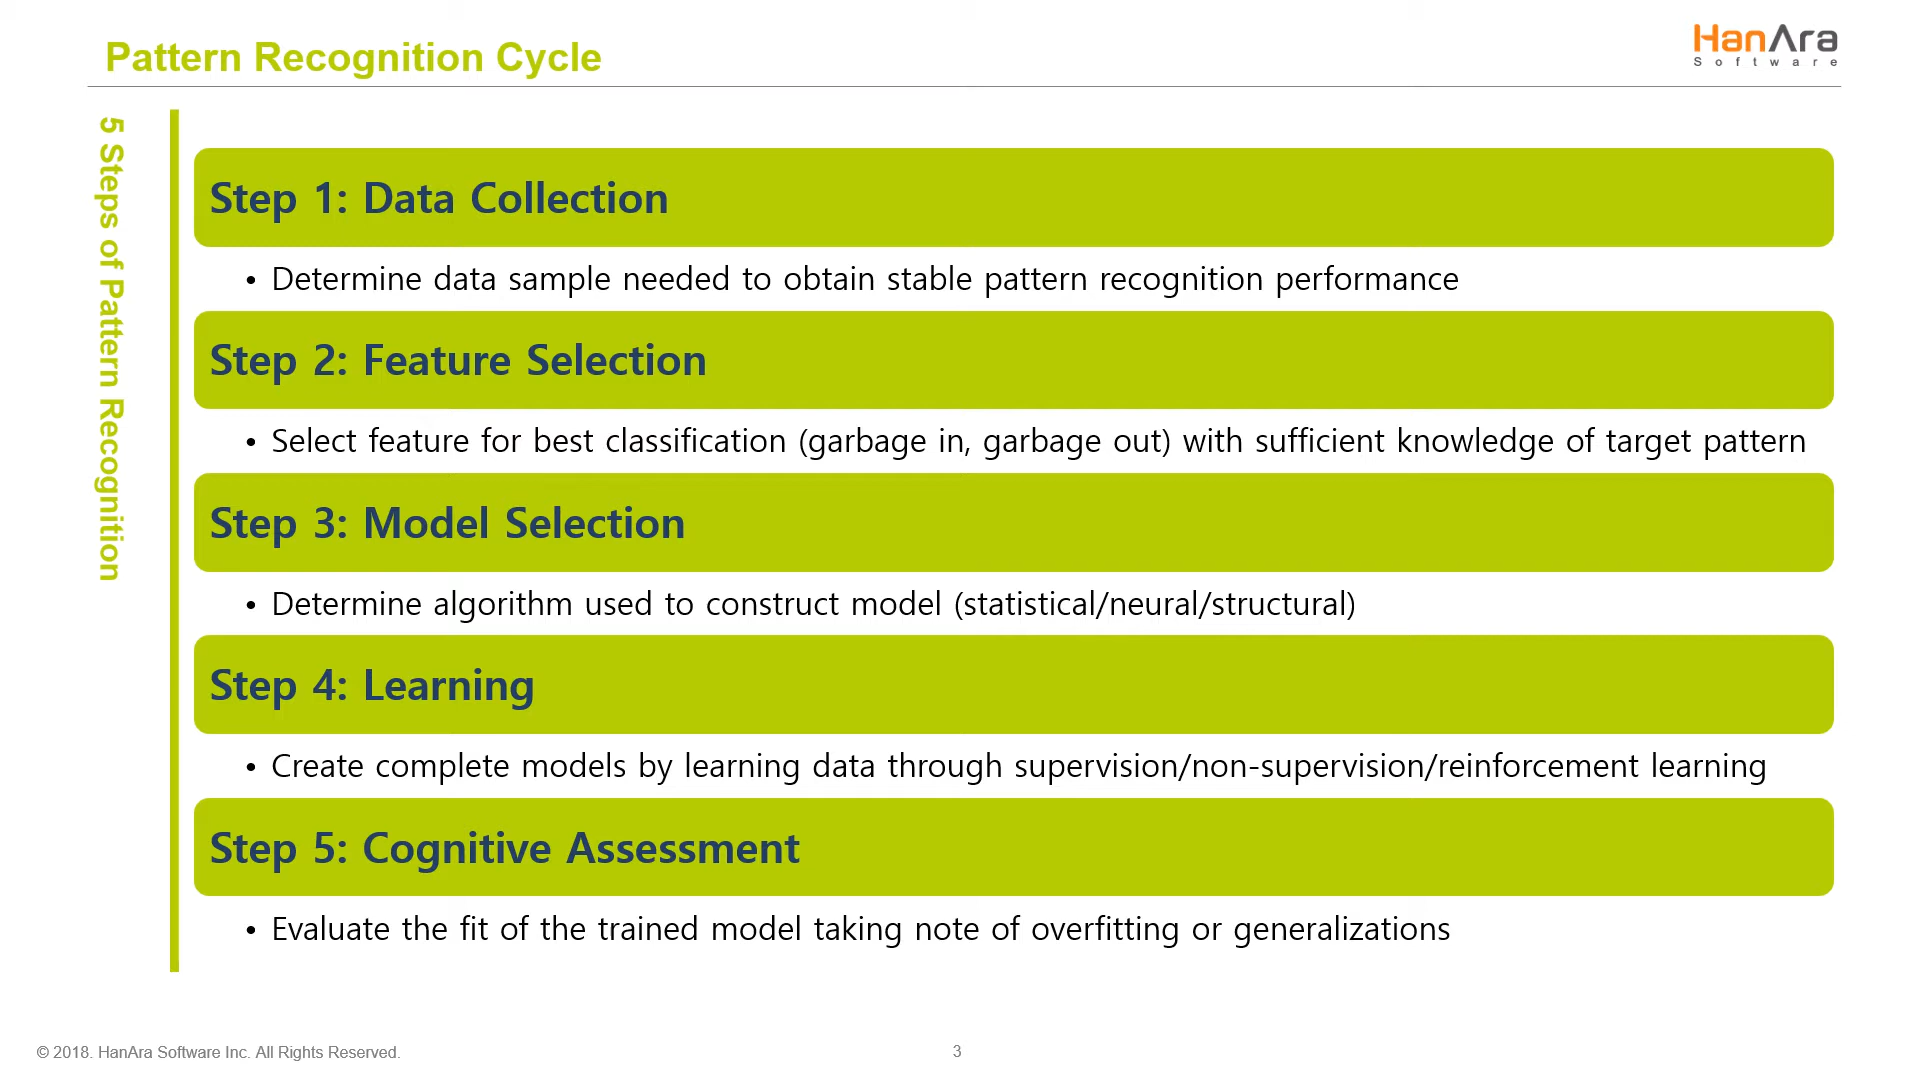 Pattern Recognition Cycle
HanAra
Software
5 Steps of Pattern Recognition
Step 1: Data Collection
• Determine data sample needed to obtain stable pattern recognition performance
Step 2: Feature Selection
• Select feature for best classification (garbage in, garbage out) with sufficient knowledge of target pattern
Step 3: Model Selection
• Determine algorithm used to construct model (statistical/neural/structural)
Step 4: Learning
• Create complete models by learning data through supervision/non-supervision/reinforcement learning
Step 5: Cognitive Assessment
• Evaluate the fit of the trained model taking note of overfitting or generalizations
© 2018. HanAra Software Inc. All Rights Reserved.
3